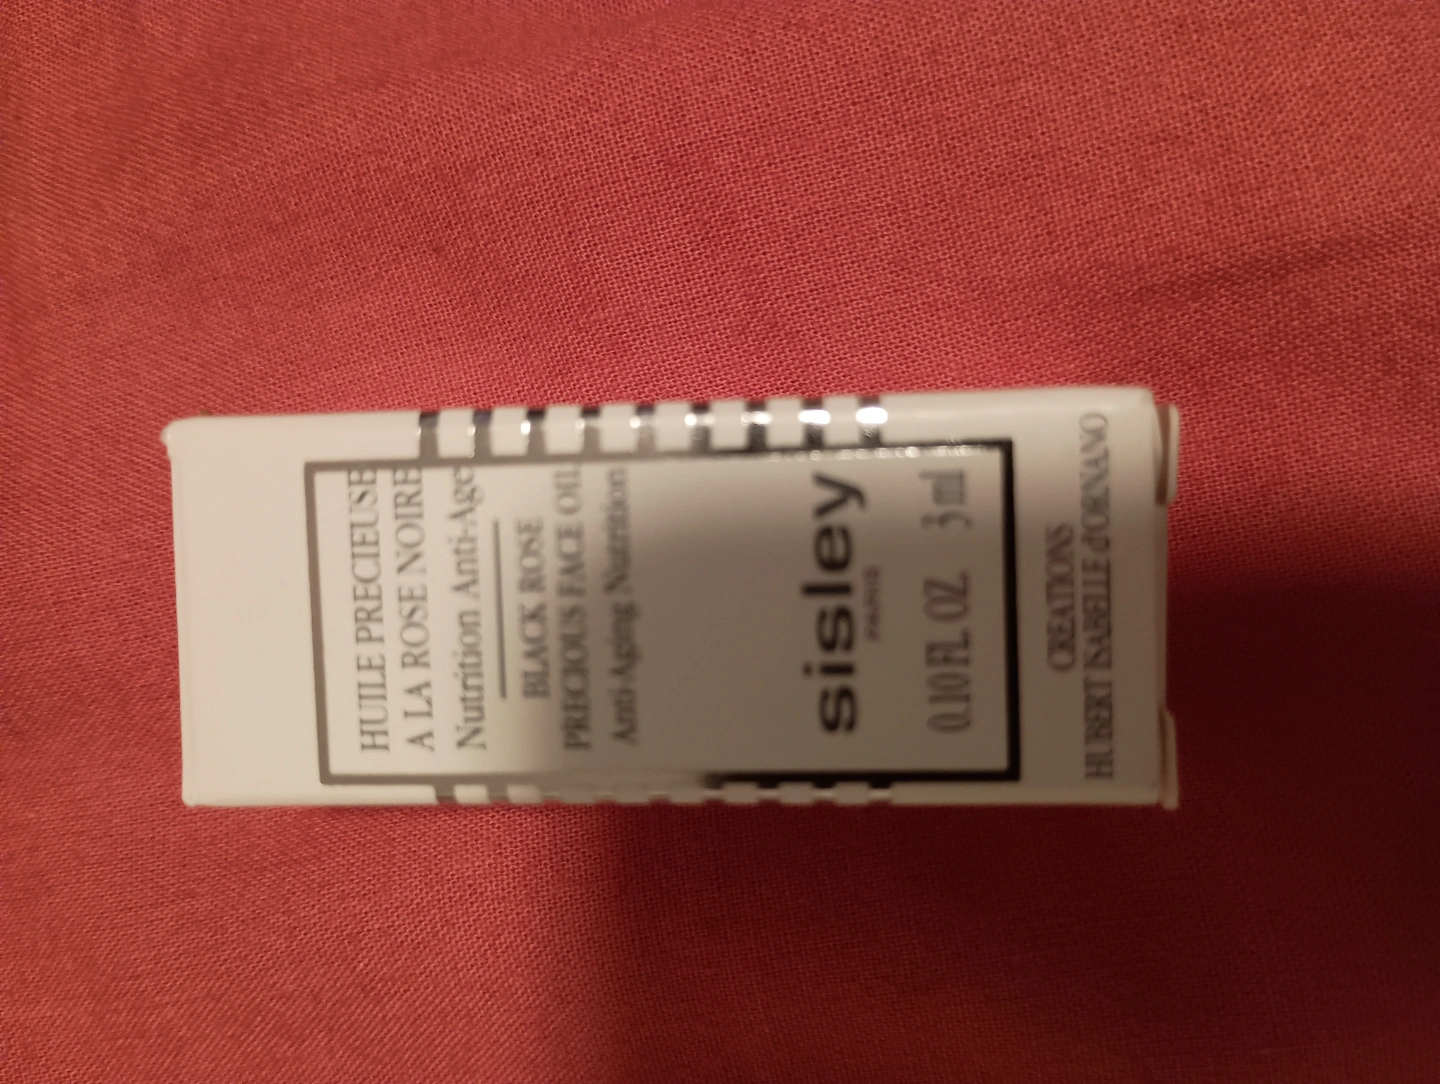 HUILE PRECIEUSE
A LA ROSE NOIRE
Nutrition Anti-Age
BLACK ROSE
PRECIOUS FACE OIL
Anti-Aging Nutrition
sisley
PARIS
0.10 FL. OZ. 3 ml
CREATIONS
HUBERT ISABELLE d'ORNANO